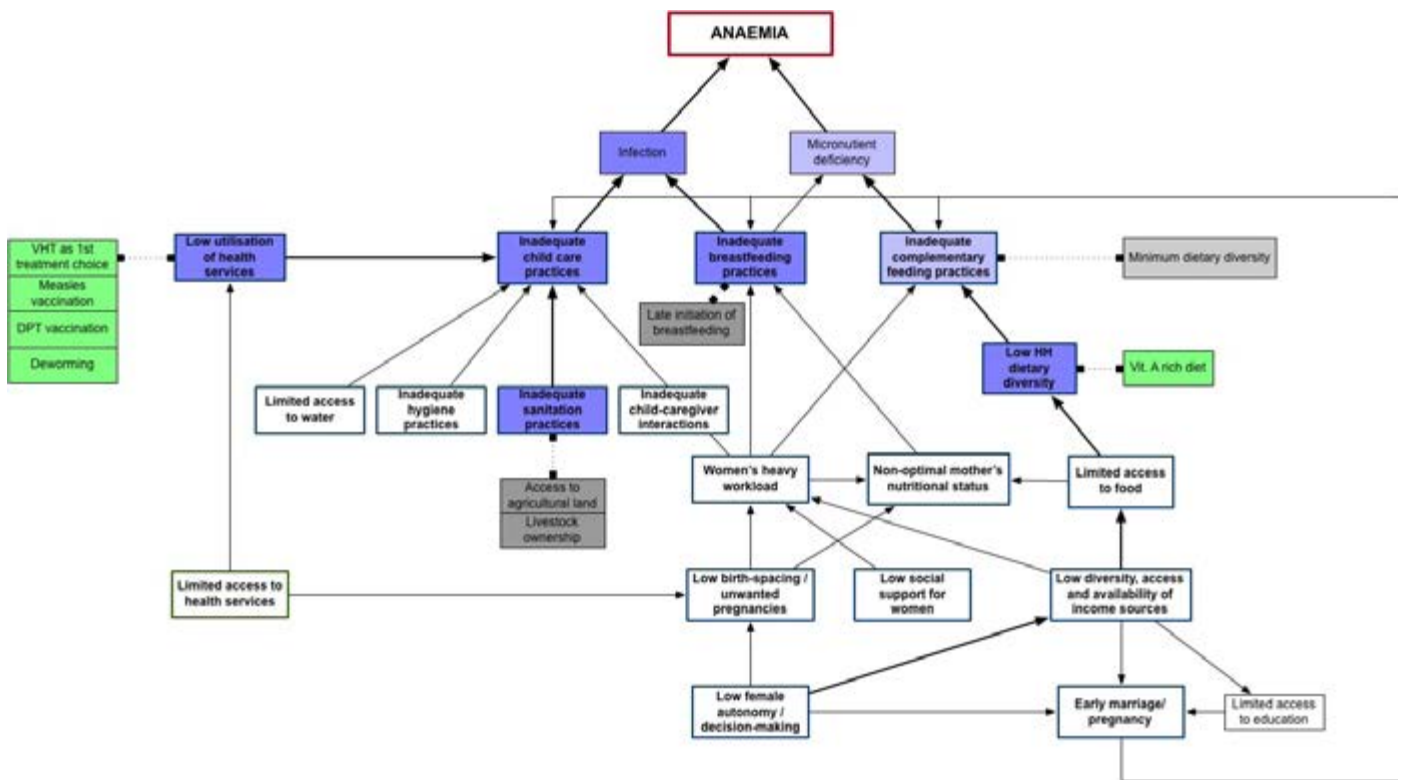 ANAEMIA
Infection
Micronutient
deficiency
VHT as 1st
treatment choice
Measles
vaccination
DPT vaccination
Deworming
Low utilisation
of health
services
Inadequate
child care
practices
Inadequate
breastfeeding
practices
Inadequate
complementary
feeding practices
Minimum dietary diversity
Late initiation of
breastfeeding
Low HH
dietary
diversity
Vit. A rich diet
Limited access
to water
Inadequate
hygiene
practices
Inadequate
sanitation
practices
Inadequate
child-caregiver
interactions
Women's heavy
workload
Non-optimal mother's
nutritional status
Limited access
to food
Access to
agricultural land
Livestock
ownership
Limited access to
health services
Low birth-spacing /
unwanted
pregnancies
Low social
support for
women
Low diversity, access
and availability of
income sources
Low female
autonomy /
decision-making
Early marriage/
pregnancy
Limited access
to education